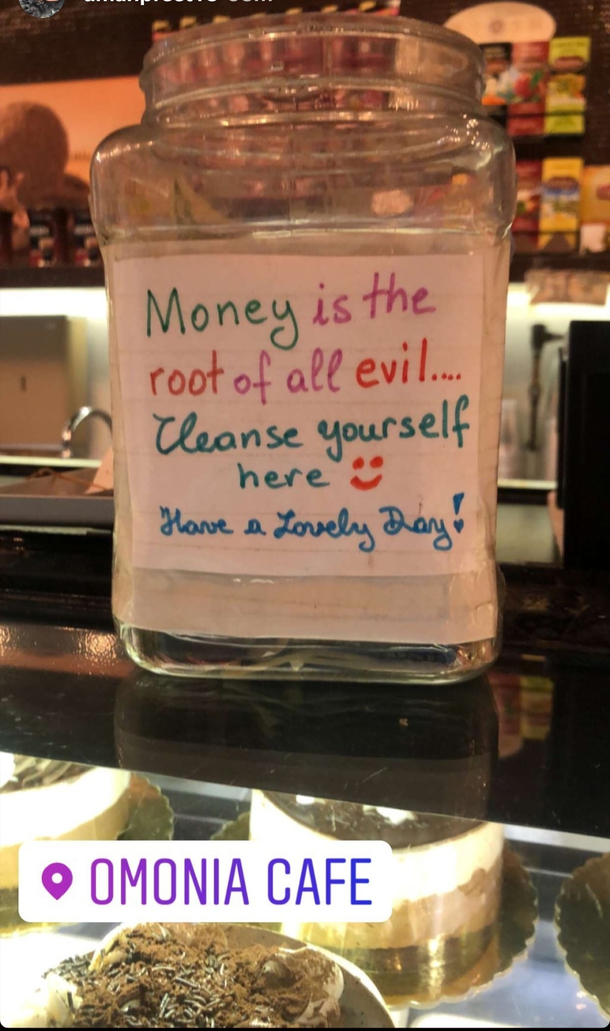 Money is the
root of all evil....
Cleanse yourself
here
Have a Lovely Day!
OMONIA CAFE